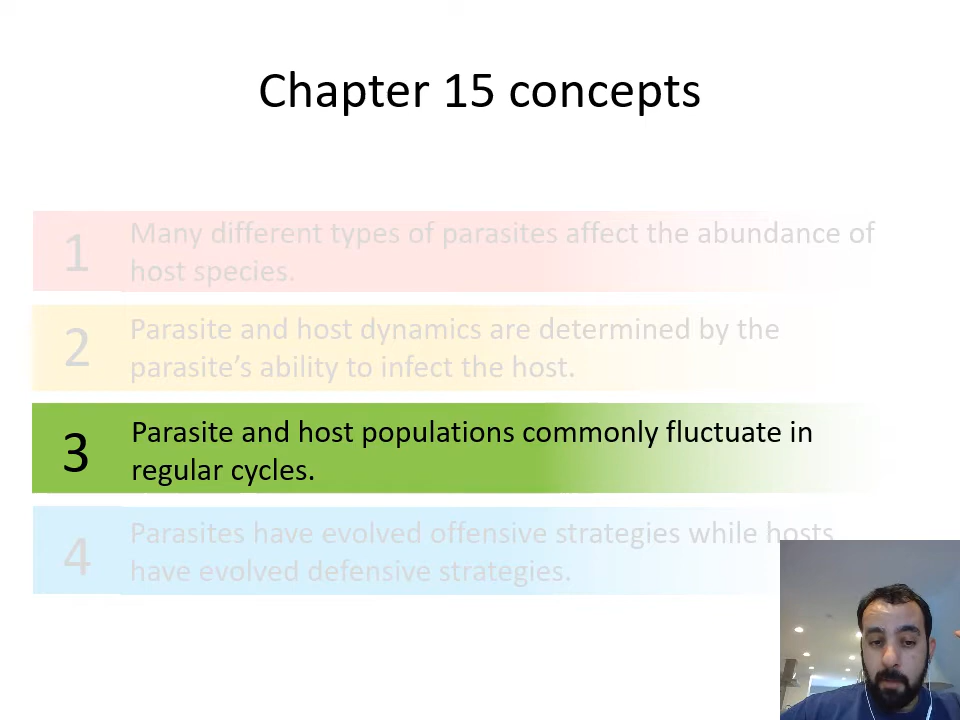 Chapter 15 concepts
1
Many different types of parasites affect the abundance of
host species.
2
Parasite and host dynamics are determined by the
parasite’s ability to infect the host.
3
Parasite and host populations commonly fluctuate in
regular cycles.
4
Parasites have evolved offensive strategies while hosts
have evolved defensive strategies.